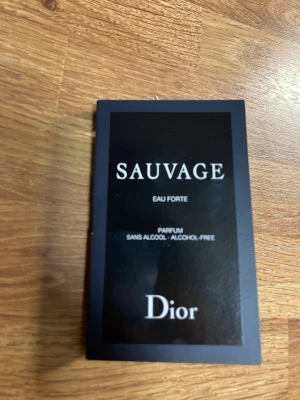 SAUVAGE
EAU FORTE
PARFUM
SANS ALCOOL - ALCOHOL-FREE
Dior